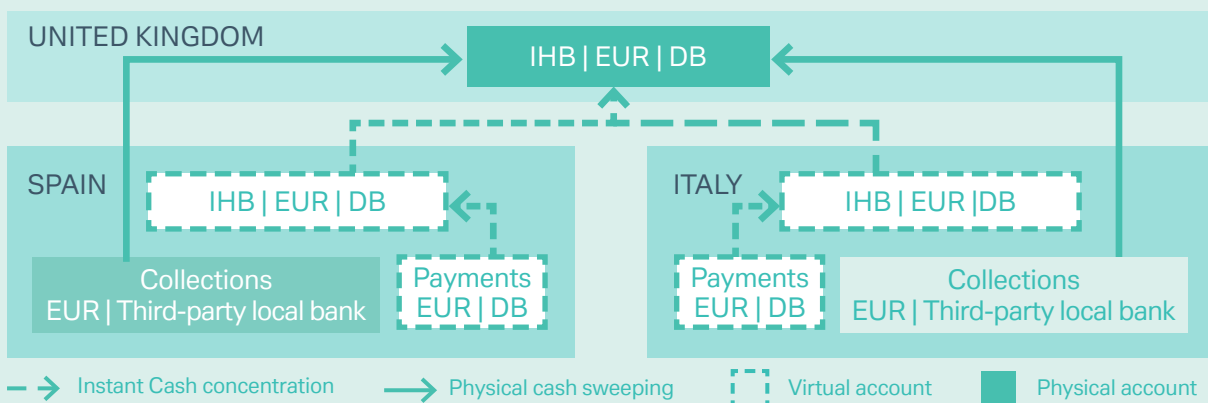 UNITED KINGDOM
IHB | EUR | DB
SPAIN
IHB | EUR | DB
Collections
EUR | Third-party local bank
Payments
EUR | DB
ITALY
IHB | EUR |DB
Payments
EUR | DB
Collections
EUR | Third-party local bank
Instant Cash concentration
Physical cash sweeping
Virtual account
Physical account